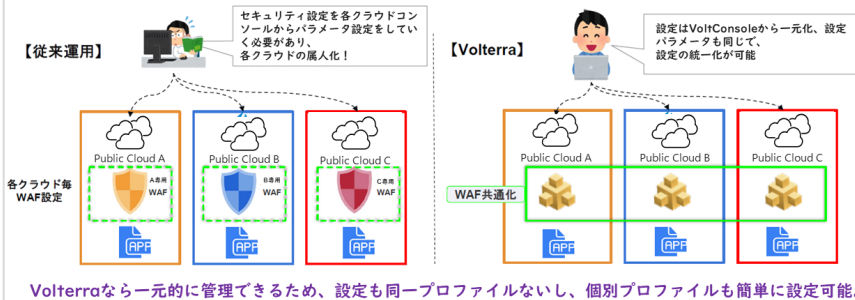 【従来運用】
セキュリティ設定を各クラウドコン
ソールからパラメータ設定をしてい
く必要があり、
各クラウドの属人化！
Public Cloud A
Public Cloud B
Public Cloud C
各クラウド毎
WAF設定
A専用
WAF
B専用
WAF
C専用
WAF
APP
APP
APP
【Volterra】
設定はVoltConsoleから一元化、設定
パラメータも同じで、
設定の統一化が可能
Public Cloud A
Public Cloud B
Public Cloud C
WAF共通化
APP
APP
APP
Volterraなら一元的に管理できるため、設定も同一プロファイルないし、個別プロファイルも簡単に設定可能